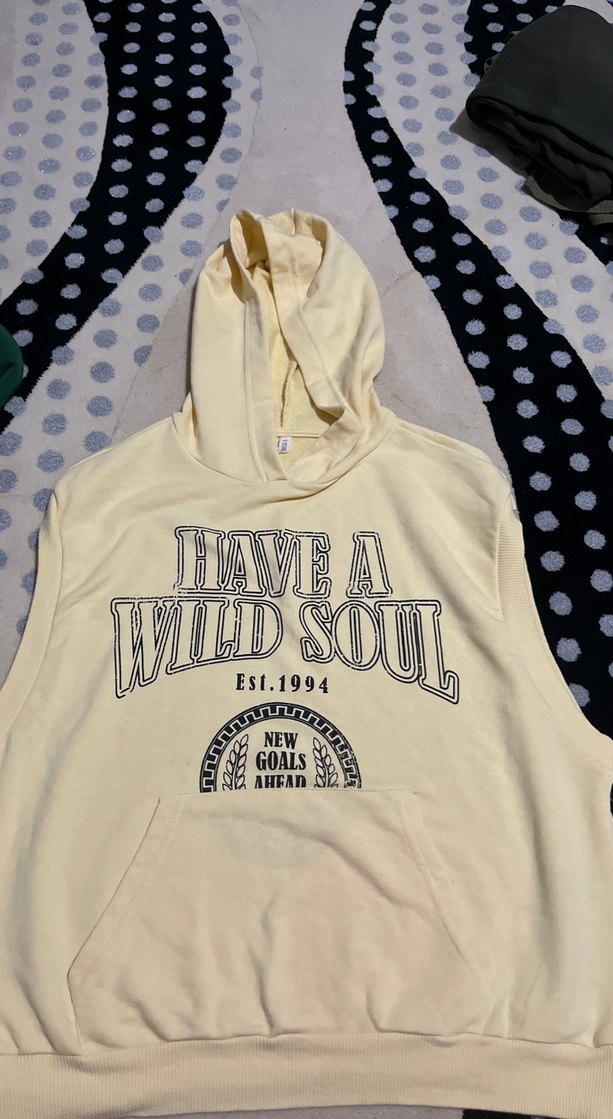 HAVE A
WILD SOUL
Est.1994
NEW
GOALS
AHEAD